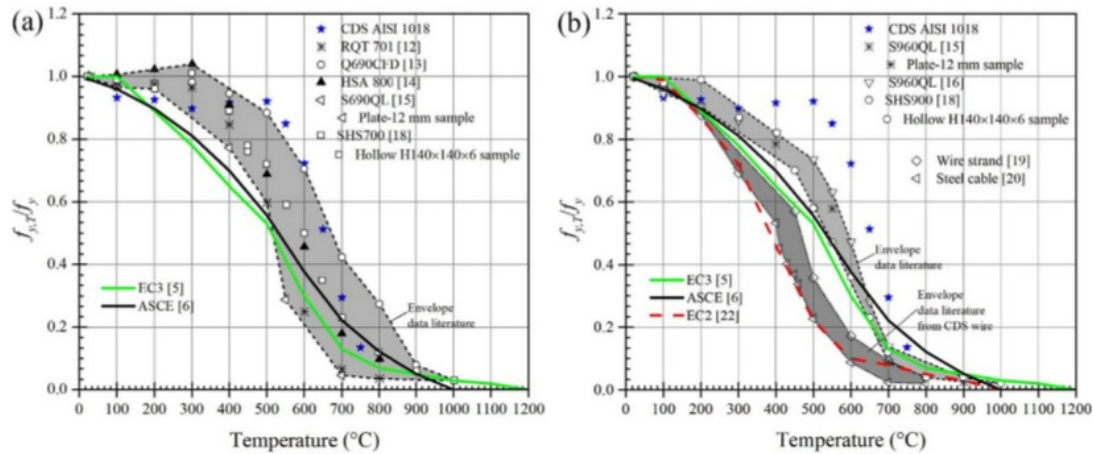 (a)
1.2
1.0
0.8
0.6
0.4
0.2
0.0
f_{y,T}/f_y
CDS AISI 1018
RQT 701 [12]
Q690CFD [13]
HSA 800 [14]
S690QL [15]
Plate-12 mm sample
SHS700 [18]
Hollow H140×140×6 sample
EC3 [5]
ASCE [6]
Envelope
data literature
0 100 200 300 400 500 600 700 800 900 1000 1200
Temperature (°C)
(b)
1.2
1.0
0.8
0.6
0.4
0.2
0.0
f_{y,T}/f_y
CDS AISI 1018
S960QL [15]
Plate-12 mm sample
S960QL [16]
SHS900 [18]
Hollow H140×140×6 sample
Wire strand [19]
Steel cable [20]
Envelope
data literature
EC3 [5]
ASCE [6]
EC2 [22]
Envelope
data literature
from CDS wire
0 100 200 300 400 500 600 700 800 900 1000 1200
Temperature (°C)